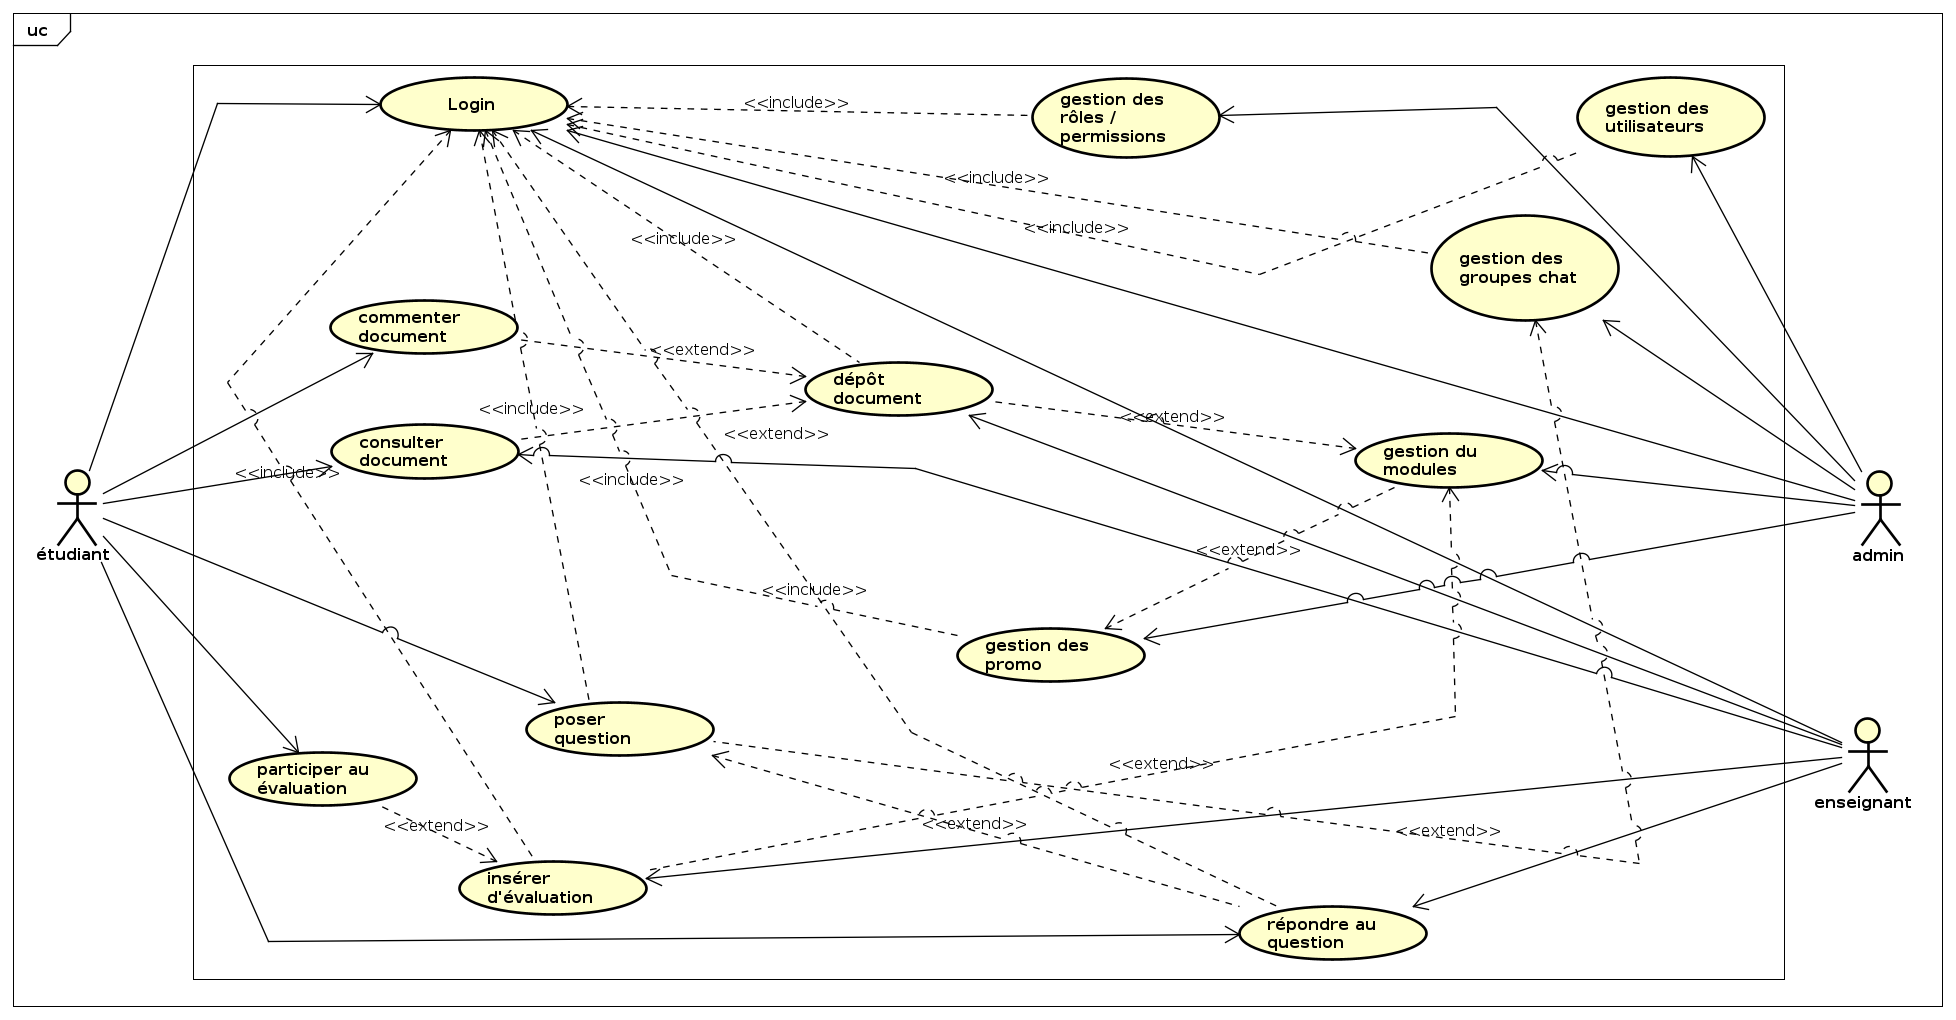 uc
Login
gestion des
rôles /
permissions
gestion des
utilisateurs
<<include>>
<<include>>
<<include>>
<<include>>
gestion des
groupes chat
commenter
document
<<extend>>
dépôt
document
<<include>>
<<extend>>
<<extend>>
consulter
document
gestion du
modules
<<include>>
<<include>>
étudiant
admin
<<extend>>
<<include>>
gestion des
promo
poser
question
participer au
évaluation
<<extend>>
enseignant
<<extend>>
<<extend>>
<<extend>>
insérer
d'évaluation
répondre au
question